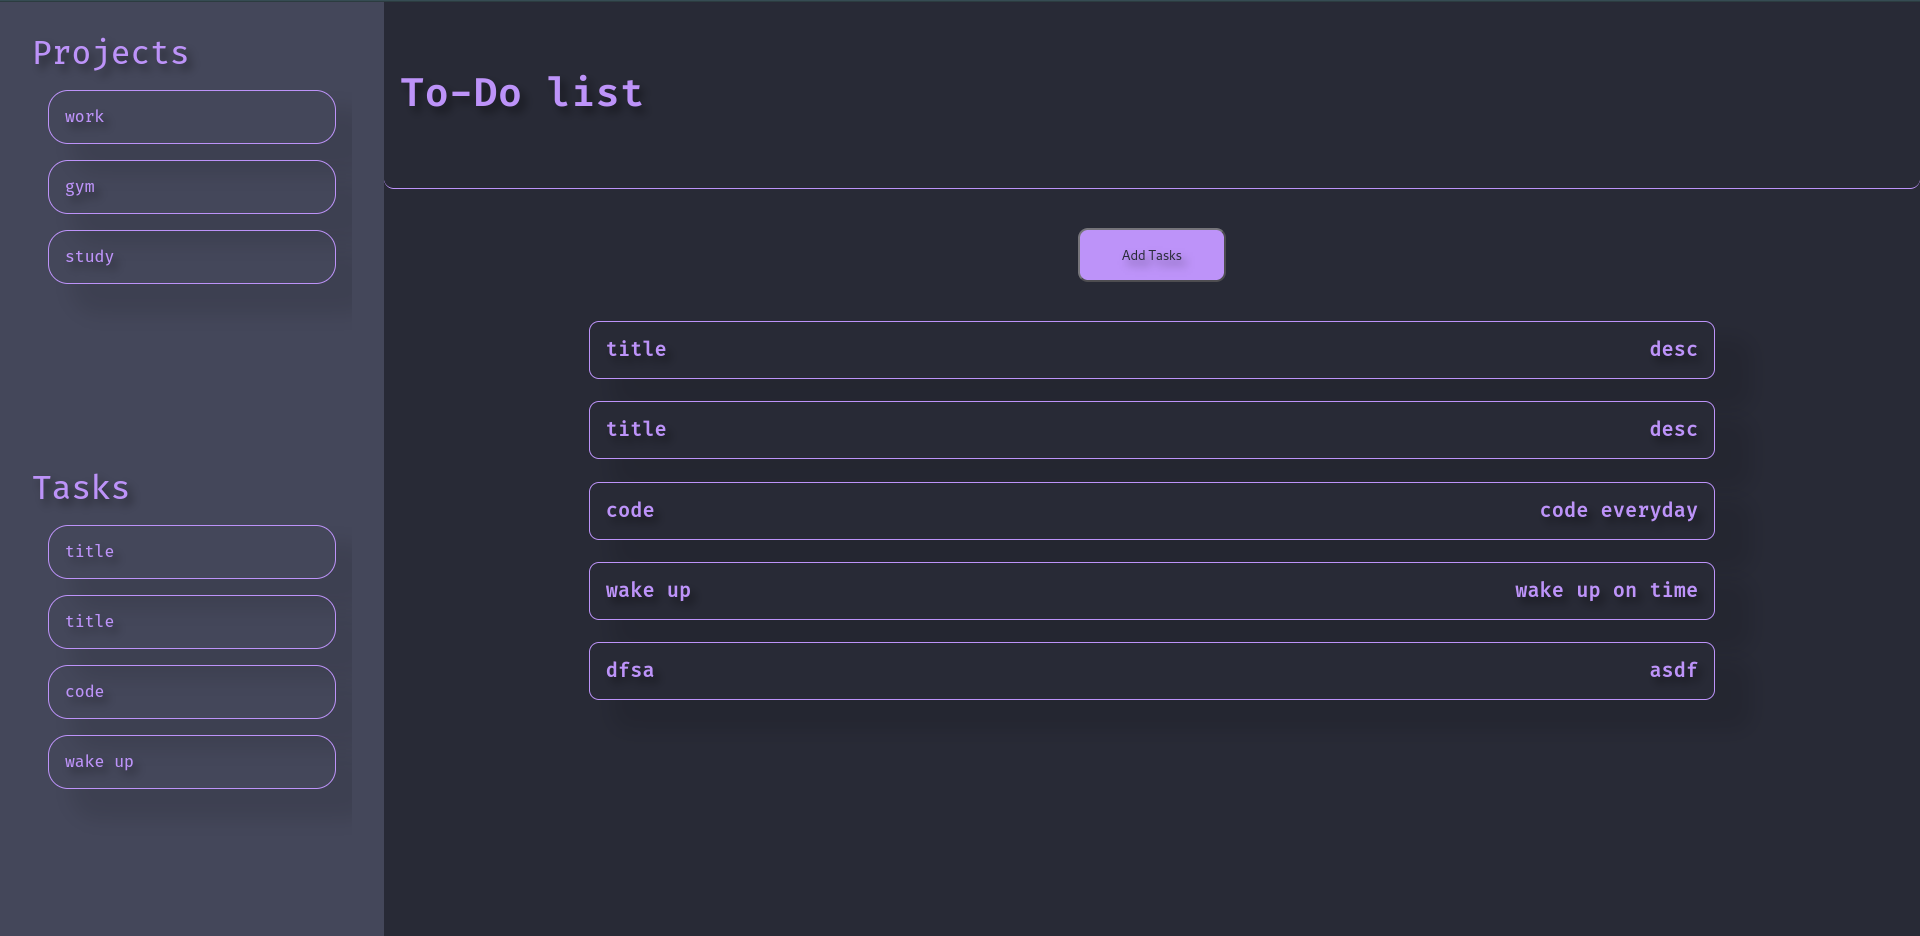 Projects
work
gym
study
Tasks
title
title
code
wake up
To-Do list
Add Tasks
title desc
title desc
code code everyday
wake up wake up on time
dfsa asdf